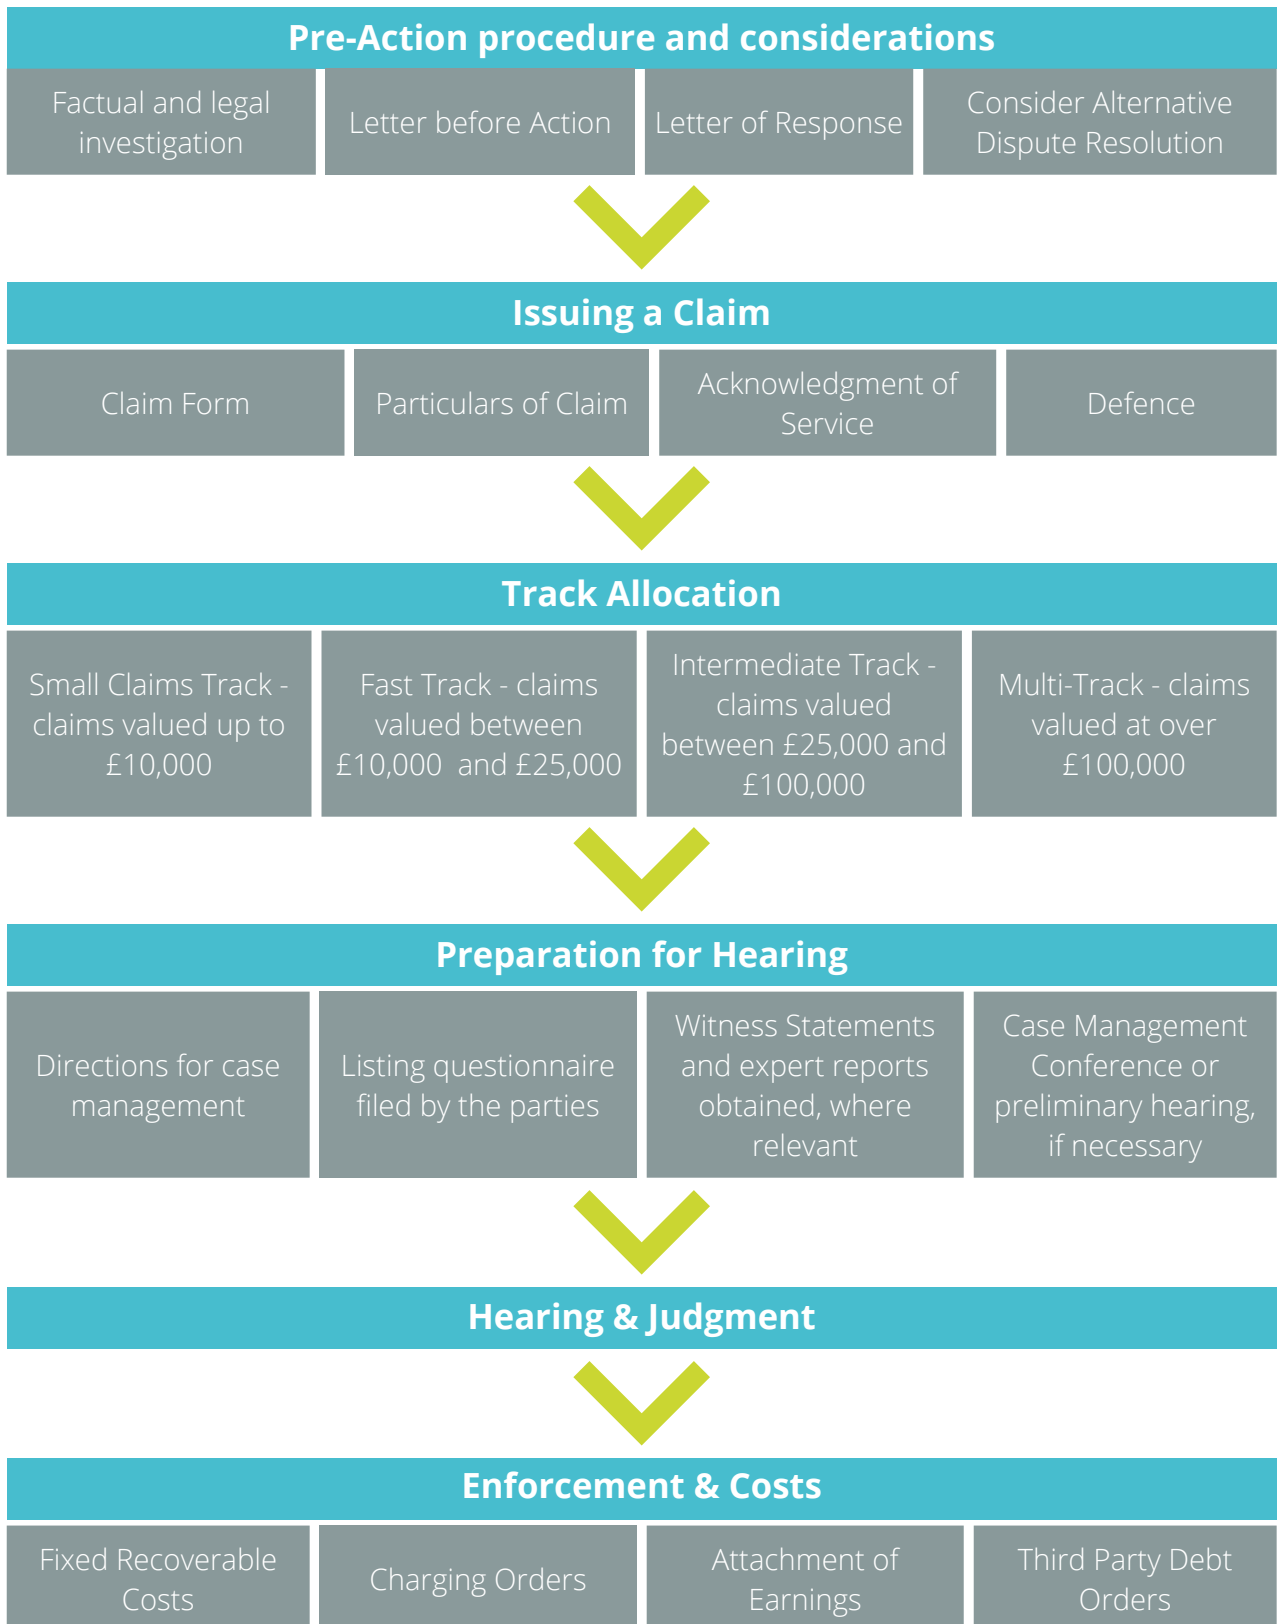 Pre-Action procedure and considerations
Factual and legal
investigation
Letter before Action
Letter of Response
Consider Alternative
Dispute Resolution
Issuing a Claim
Claim Form
Particulars of Claim
Acknowledgment of
Service
Defence
Track Allocation
Small Claims Track -
claims valued up to
£10,000
Fast Track - claims
valued between
£10,000  and £25,000
Intermediate Track -
claims valued
between £25,000 and
£100,000
Multi-Track - claims
valued at over
£100,000
Preparation for Hearing
Directions for case
management
Listing questionnaire
filed by the parties
Witness Statements
and expert reports
obtained, where
relevant
Case Management
Conference or
preliminary hearing,
if necessary
Hearing & Judgment
Enforcement & Costs
Fixed Recoverable
Costs
Charging Orders
Attachment of
Earnings
Third Party Debt
Orders